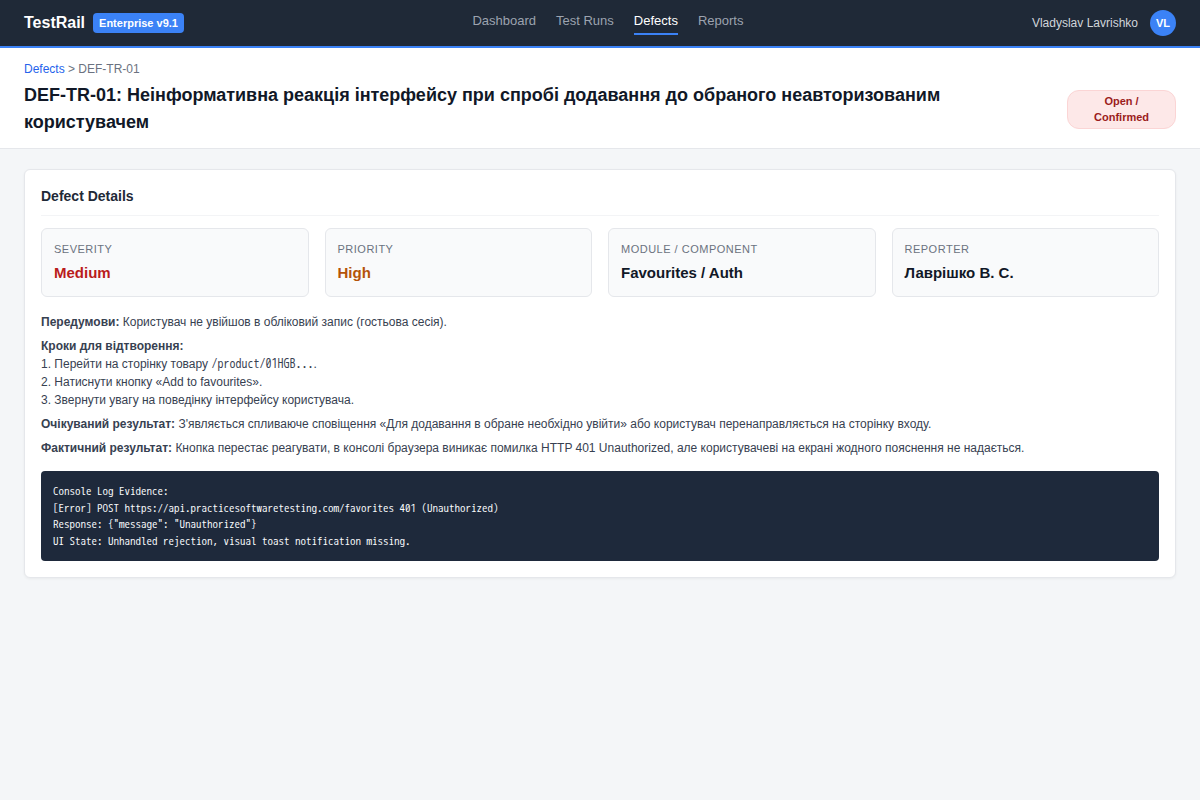 TestRail Enterprise v9.1 Dashboard Test Runs Defects Reports Vladyslav Lavrishko VL
Defects > DEF-TR-01
DEF-TR-01: Неінформативна реакція інтерфейсу при спробі додавання до обраного неавторизованим
користувачем
Open /
Confirmed
Defect Details
SEVERITY PRIORITY MODULE / COMPONENT REPORTER
Medium High Favourites / Auth Лаврішко В. С.
Передумови: Користувач не увійшов в обліковий запис (гостьова сесія).
Кроки для відтворення:
1. Перейти на сторінку товару /product/01HGB....
2. Натиснути кнопку «Add to favourites».
3. Звернути увагу на поведінку інтерфейсу користувача.
Очікуваний результат: З'являється спливаюче сповіщення «Для додавання в обране необхідно увійти» або користувач перенаправляється на сторінку входу.
Фактичний результат: Кнопка перестає реагувати, в консолі браузера виникає помилка HTTP 401 Unauthorized, але користувачеві на екрані жодного пояснення не надається.
Console Log Evidence:
[Error] POST https://api.practicesoftwaretesting.com/favorites 401 (Unauthorized)
Response: {"message": "Unauthorized"}
UI State: Unhandled rejection, visual toast notification missing.